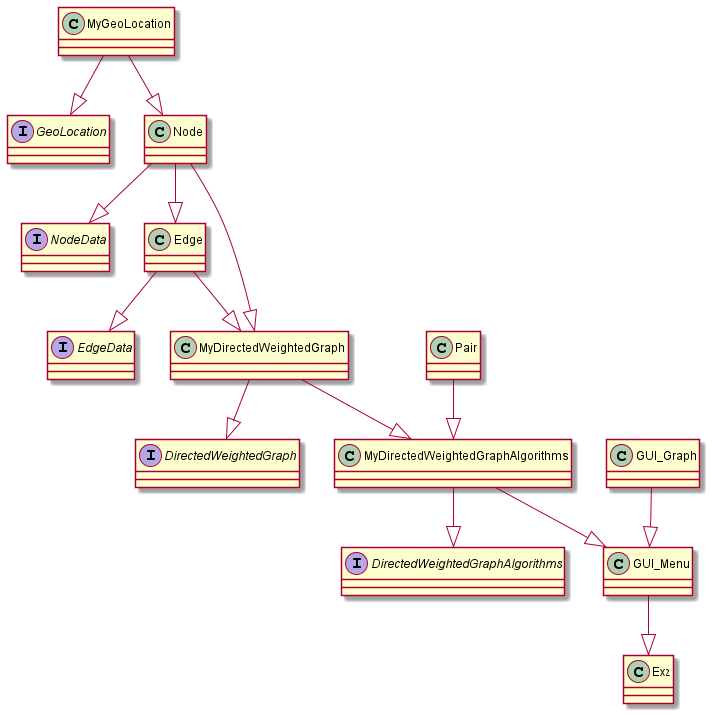 C MyGeoLocation
I GeoLocation
C Node
I NodeData
C Edge
I EdgeData
C MyDirectedWeightedGraph
C Pair
I DirectedWeightedGraph
C MyDirectedWeightedGraphAlgorithms
C GUI_Graph
I DirectedWeightedGraphAlgorithms
C GUI_Menu
C Ex2